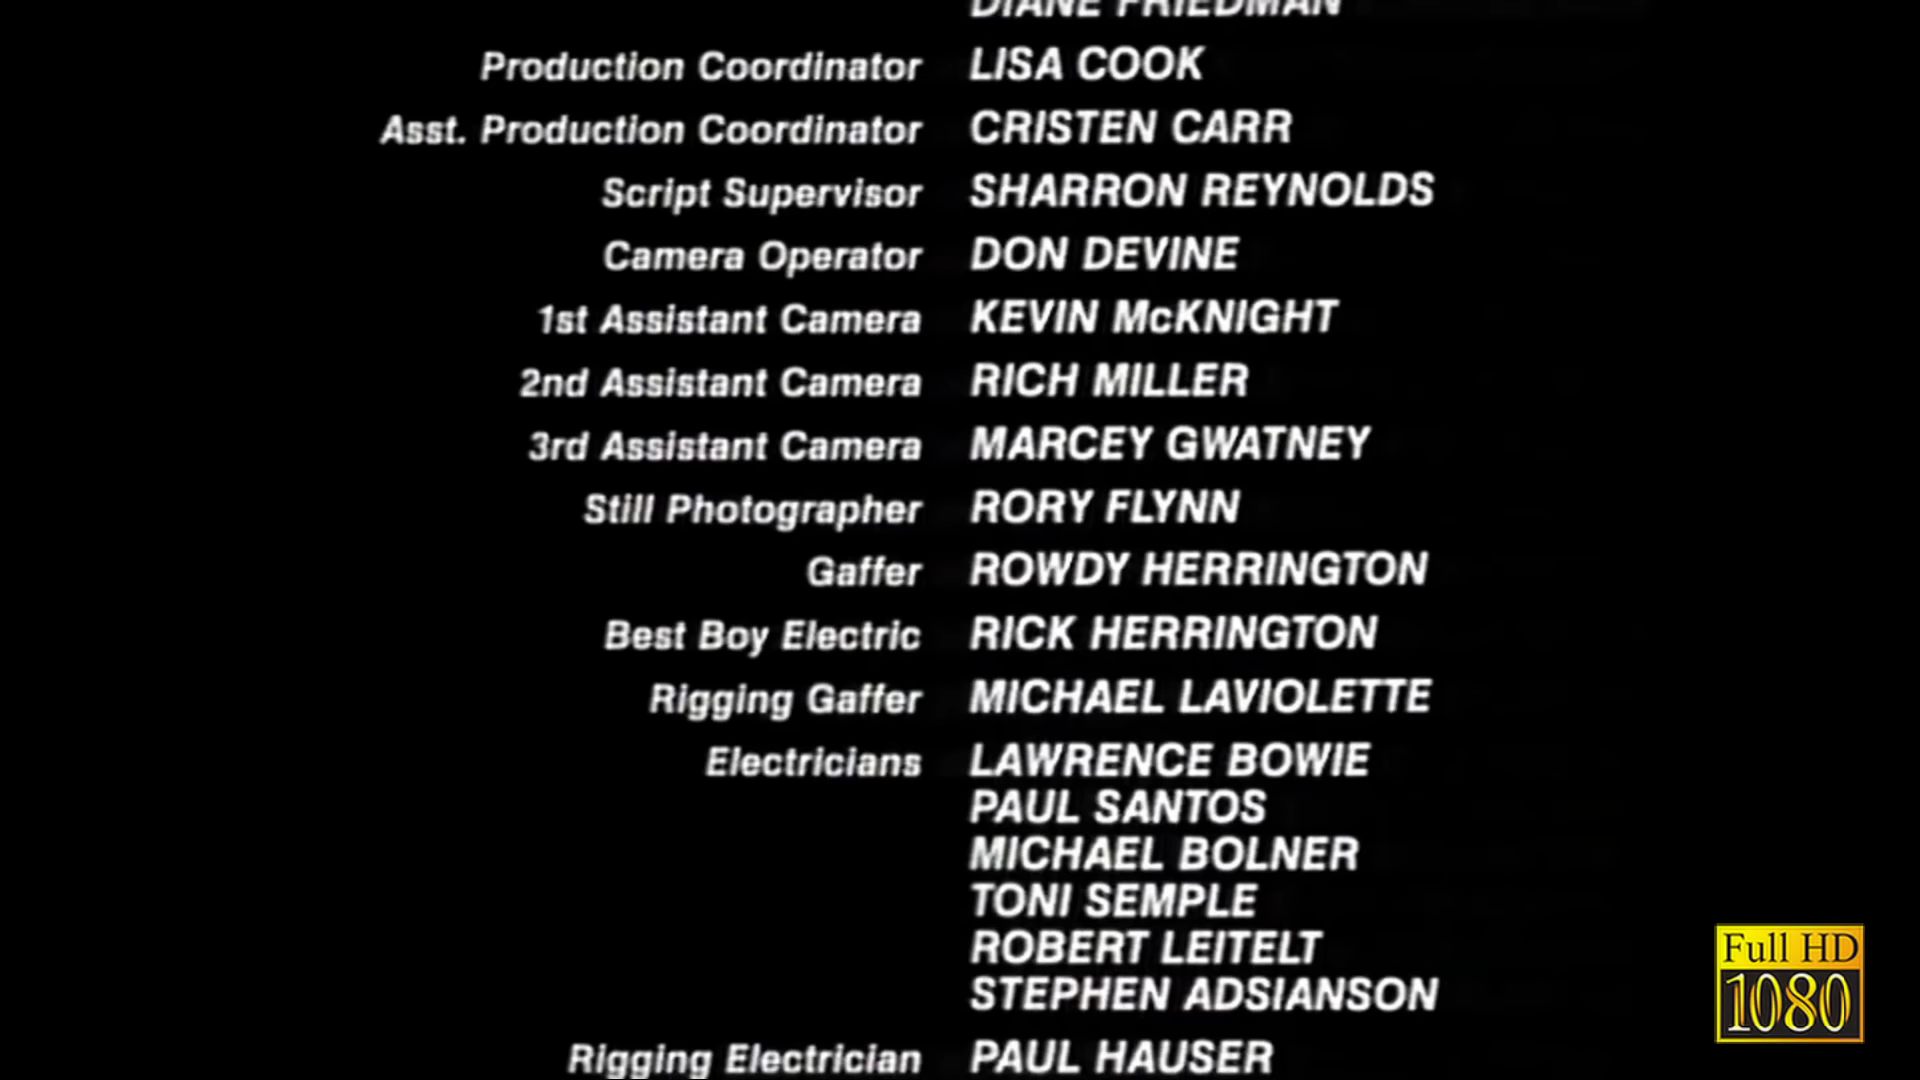 DIANE FRIEDMAN
Production Coordinator LISA COOK
Asst. Production Coordinator CRISTEN CARR
Script Supervisor SHARRON REYNOLDS
Camera Operator DON DEVINE
1st Assistant Camera KEVIN McKNIGHT
2nd Assistant Camera RICH MILLER
3rd Assistant Camera MARCEY GWATNEY
Still Photographer RORY FLYNN
Gaffer ROWDY HERRINGTON
Best Boy Electric RICK HERRINGTON
Rigging Gaffer MICHAEL LAVIOLETTE
Electricians LAWRENCE BOWIE
PAUL SANTOS
MICHAEL BOLNER
TONI SEMPLE
ROBERT LEITELT
STEPHEN ADSIANSON
Rigging Electrician PAUL HAUSER
Full HD
1080